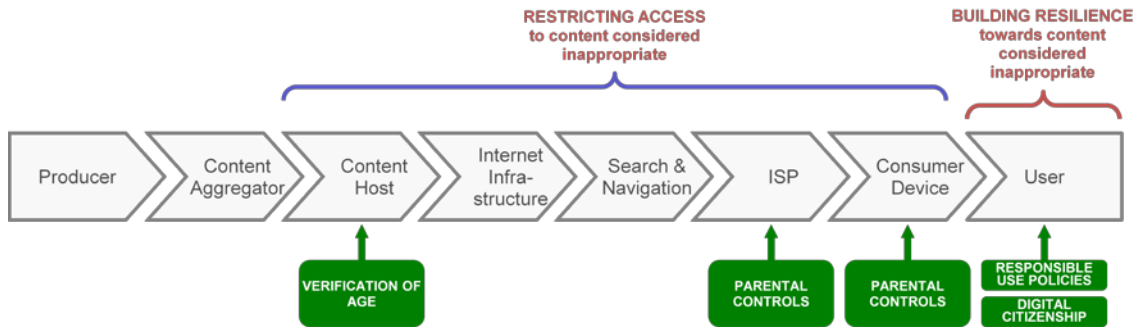 RESTRICTING ACCESS
to content considered
inappropriate
BUILDING RESILIENCE
towards content
considered
inappropriate
Producer
Content
Aggregator
Content
Host
Internet
Infra-
structure
Search &
Navigation
ISP
Consumer
Device
User
VERIFICATION OF
AGE
PARENTAL
CONTROLS
PARENTAL
CONTROLS
RESPONSIBLE
USE POLICIES
DIGITAL
CITIZENSHIP